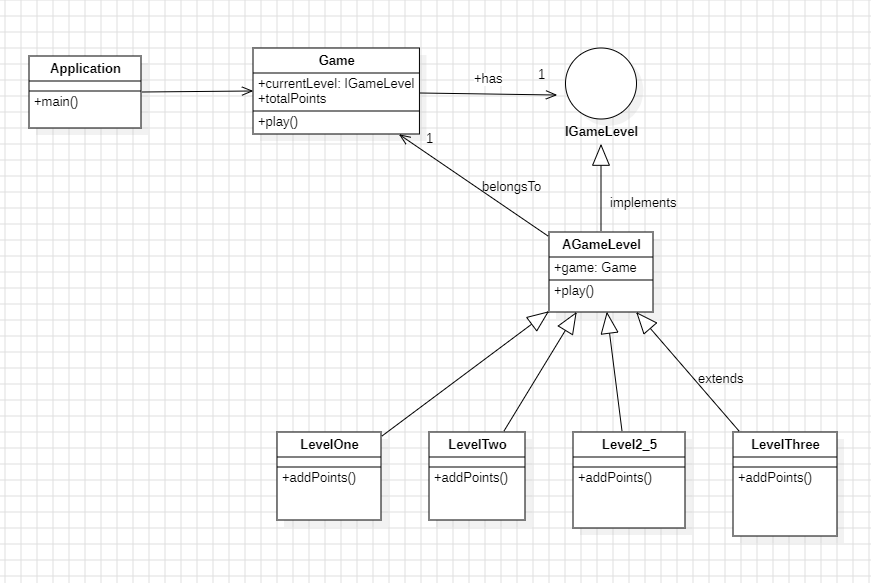 Application
+main()
Game
+currentLevel: IGameLevel
+totalPoints
+play()
+has
1
IGameLevel
1
belongsTo
implements
AGameLevel
+game: Game
+play()
extends
LevelOne
+addPoints()
LevelTwo
+addPoints()
Level2_5
+addPoints()
LevelThree
+addPoints()